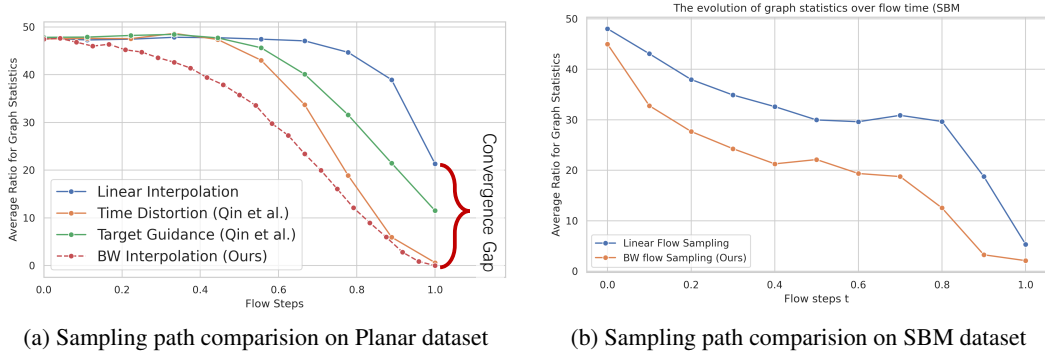 The evolution of graph statistics over flow time (SBM
Average Ratio for Graph Statistics
50
40
30
20
10
0
Linear Interpolation
Time Distortion (Qin et al.)
Target Guidance (Qin et al.)
BW Interpolation (Ours)
Convergence Gap
0.0 0.2 0.4 0.6 0.8 1.0
Flow Steps
Average Ratio for Graph Statistics
50
40
30
20
10
0
Linear Flow Sampling
BW flow Sampling (Ours)
0.0 0.2 0.4 0.6 0.8 1.0
Flow steps t
(a) Sampling path comparision on Planar dataset
(b) Sampling path comparision on SBM dataset